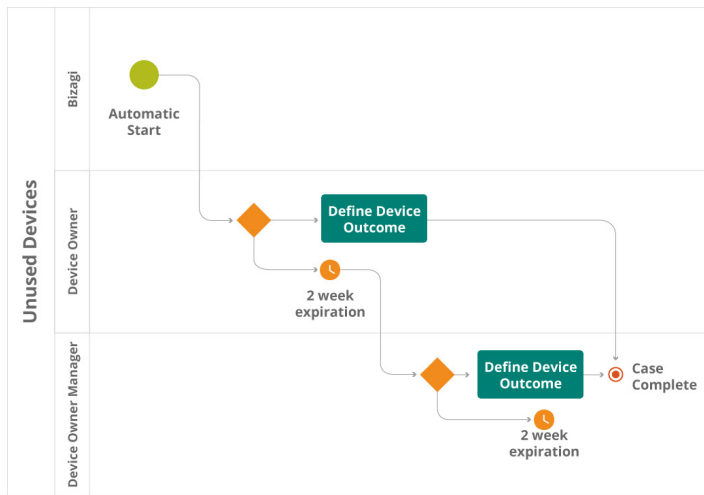 Unused Devices
Bizagi
Automatic
Start
Device Owner
Define Device
Outcome
2 week
expiration
Device Owner Manager
Define Device
Outcome
Case
Complete
2 week
expiration